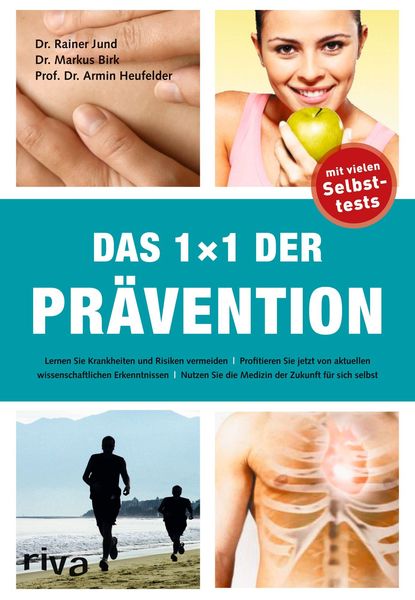 Dr. Rainer Jund
Dr. Markus Birk
Prof. Dr. Armin Heufelder
mit vielen
Selbst-
tests
DAS 1×1 DER
PRÄVENTION
Lernen Sie Krankheiten und Risiken vermeiden | Profitieren Sie jetzt von aktuellen
wissenschaftlichen Erkenntnissen | Nutzen Sie die Medizin der Zukunft für sich selbst
riva